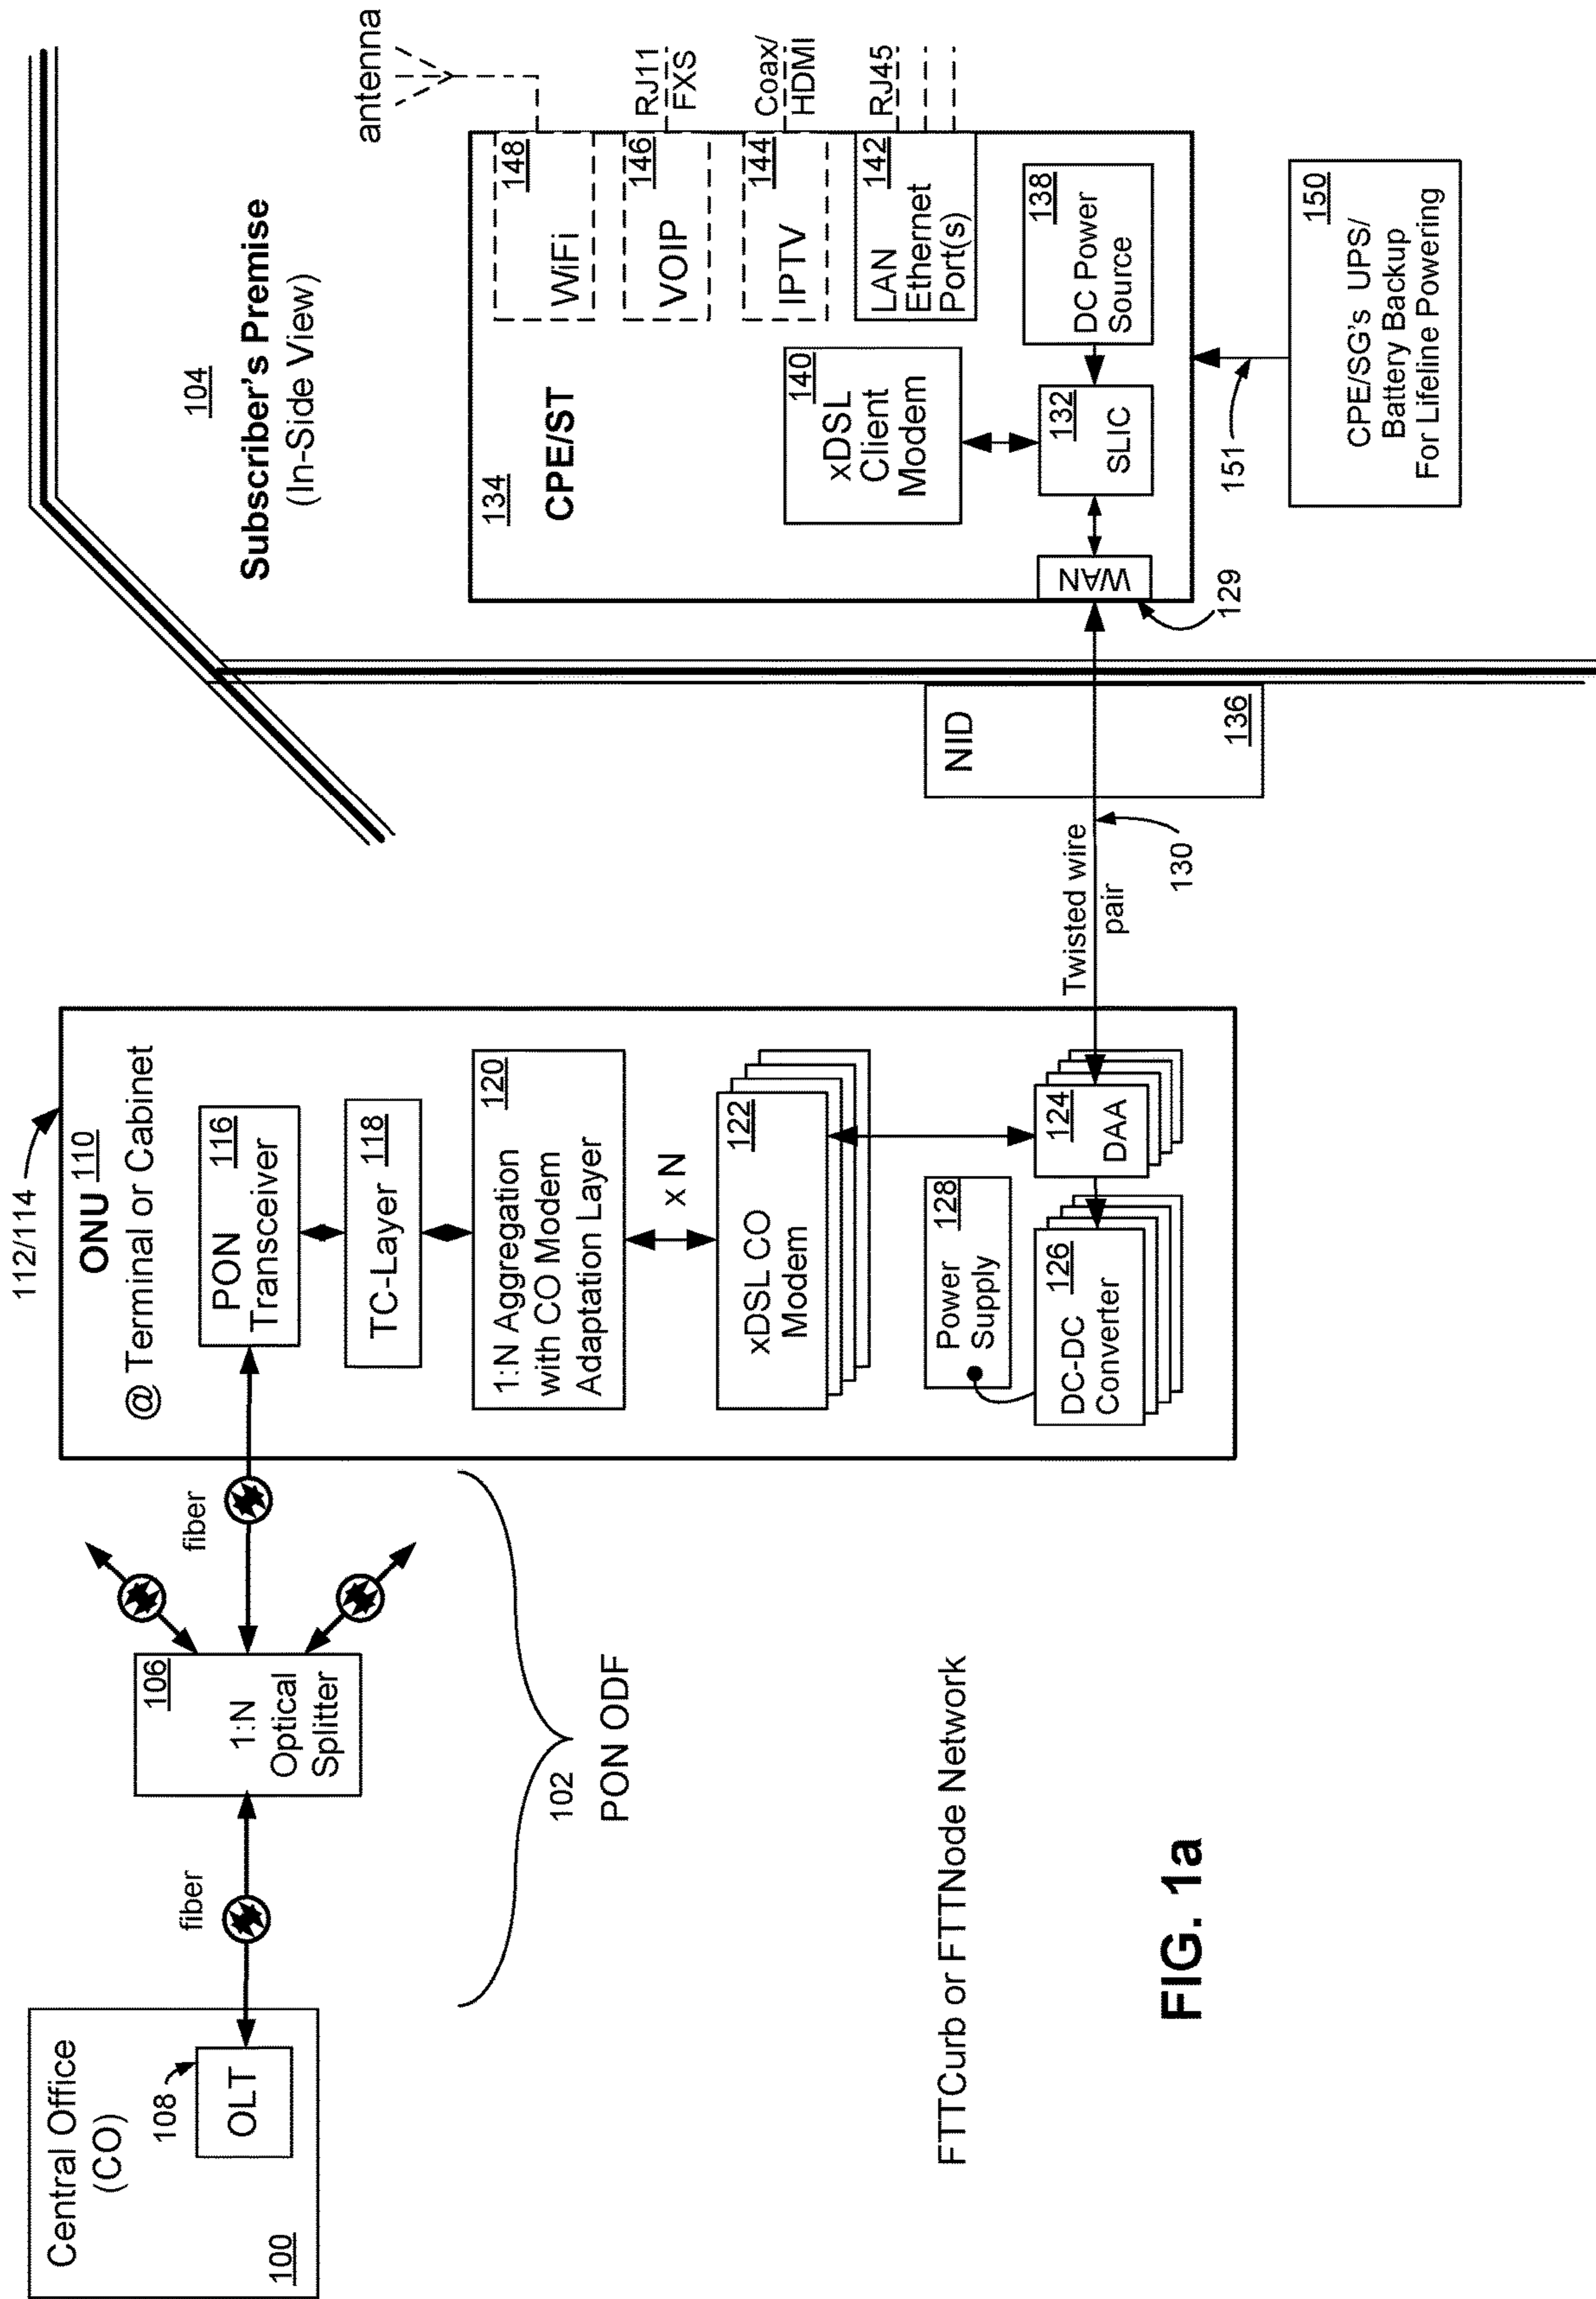 Central Office
(CO)
100
108
OLT
fiber
106
1:N
Optical
Splitter
fiber
102
PON ODF
112/114
ONU 110
@ Terminal or Cabinet
PON 116
Transceiver
TC-Layer 118
120
1:N Aggregation
with CO Modem
Adaptation Layer
x N
122
xDSL CO
Modem
Power 128
Supply
124
DAA
126
DC-DC
Converter
Twisted wire
pair
130
NID
136
104
Subscriber's Premise
(In-Side View)
134
CPE/ST
antenna
148
WiFi
146
VOIP
RJ11
FXS
144
IPTV
Coax/
HDMI
142
LAN
Ethernet
Port(s)
RJ45
140
xDSL
Client
Modem
138
DC Power
Source
132
SLIC
WAN
129
151
150
CPE/SG's UPS/
Battery Backup
For Lifeline Powering
FTTCurb or FTTNode Network
FIG. 1a